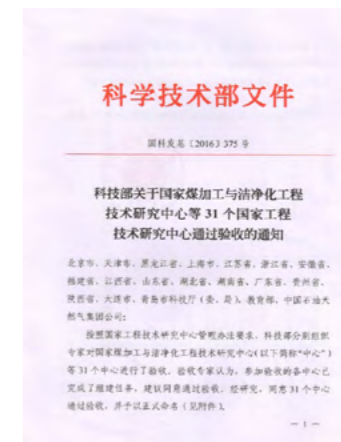 科学技术部文件
国科发基〔2016〕375号
科技部关于国家煤加工与洁净化工程
技术研究中心等 31 个国家工程
技术研究中心通过验收的通知
北京市、天津市、黑龙江省、上海市、江苏省、浙江省、安徽省、
福建省、江西省、山东省、湖北省、湖南省、广东省、贵州省、
陕西省、大连市、青岛市科技厅（委、局），教育部，中国石油天
然气集团公司：
按照国家工程技术研究中心管理办法要求，科技部分别组织
专家对国家煤加工与洁净化工程技术研究中心（以下简称“中心”）
等 31 个中心进行了验收。验收专家认为，参加验收的各中心已
完成了组建任务，建议同意通过验收。经研究，同意 31 个中心
通过验收，并予以正式命名（见附件）。
— 1 —